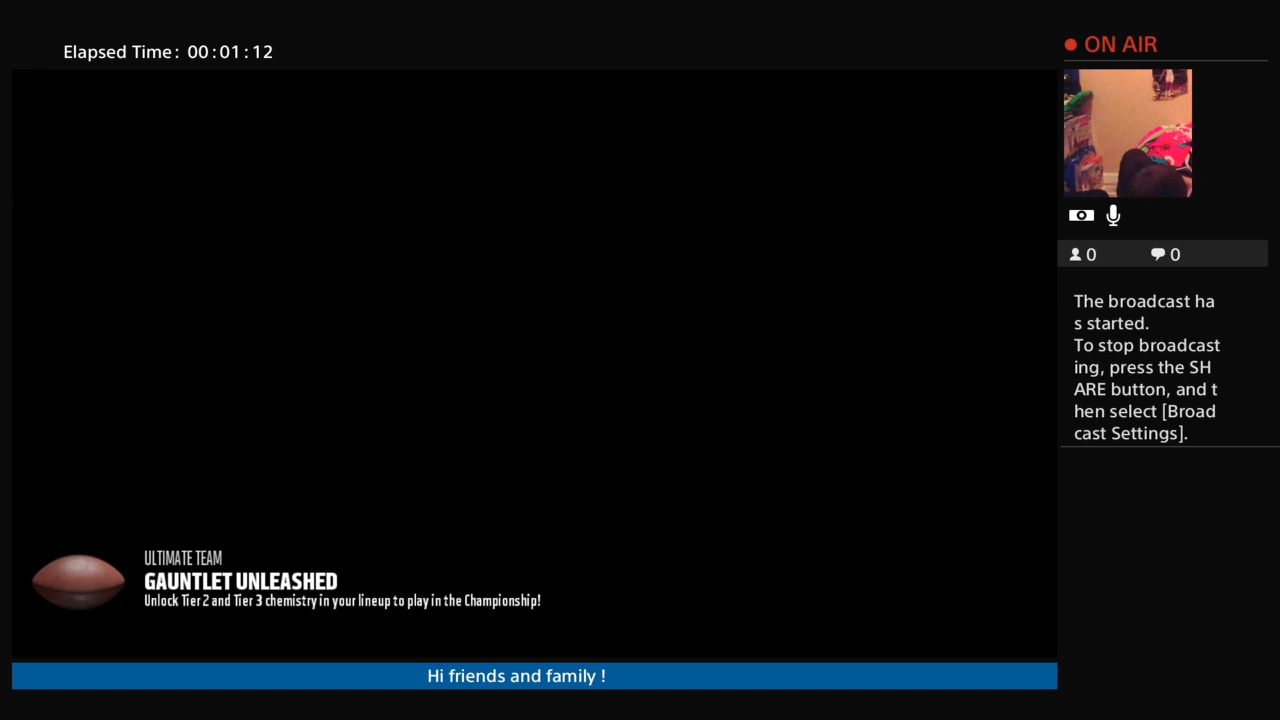 Elapsed Time: 00:01:12
ON AIR
0 0
The broadcast ha
s started.
To stop broadcast
ing, press the SH
ARE button, and t
hen select [Broad
cast Settings].
ULTIMATE TEAM
GAUNTLET UNLEASHED
Unlock Tier 2 and Tier 3 chemistry in your lineup to play in the Championship!
Hi friends and family !